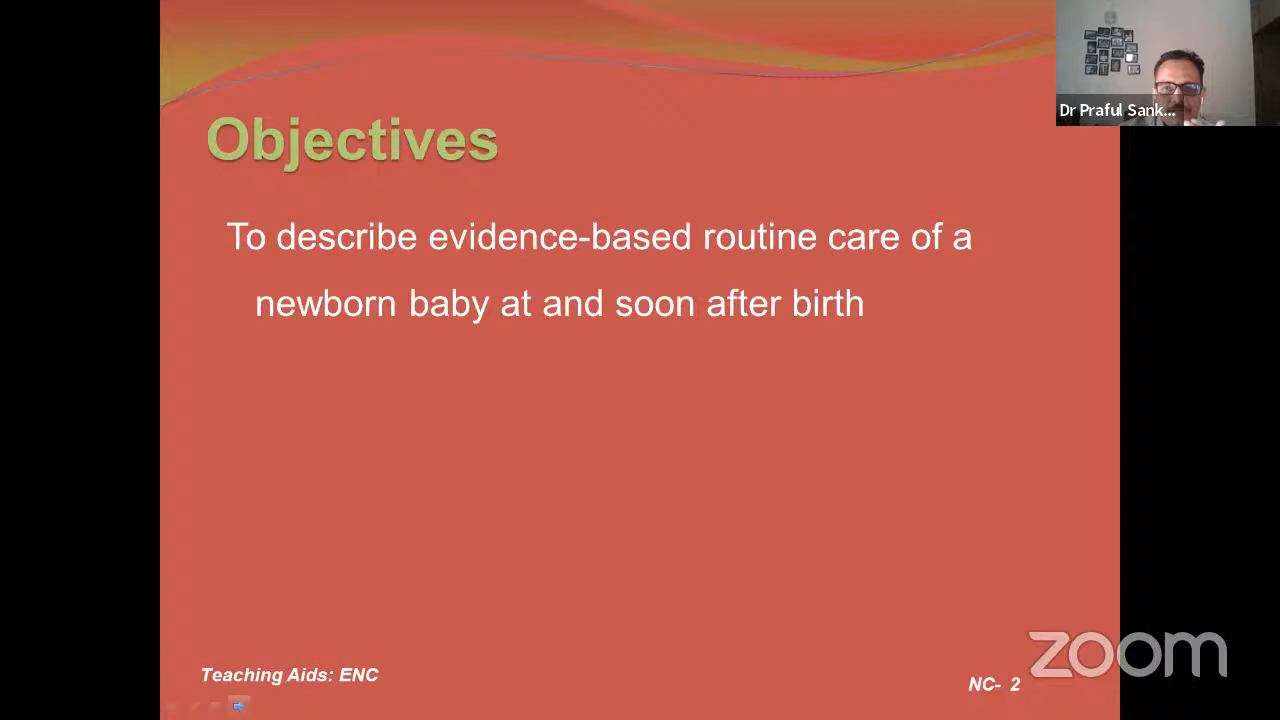 Objectives
To describe evidence-based routine care of a
newborn baby at and soon after birth
Teaching Aids: ENC
NC- 2
Dr Praful Sank...
zoom